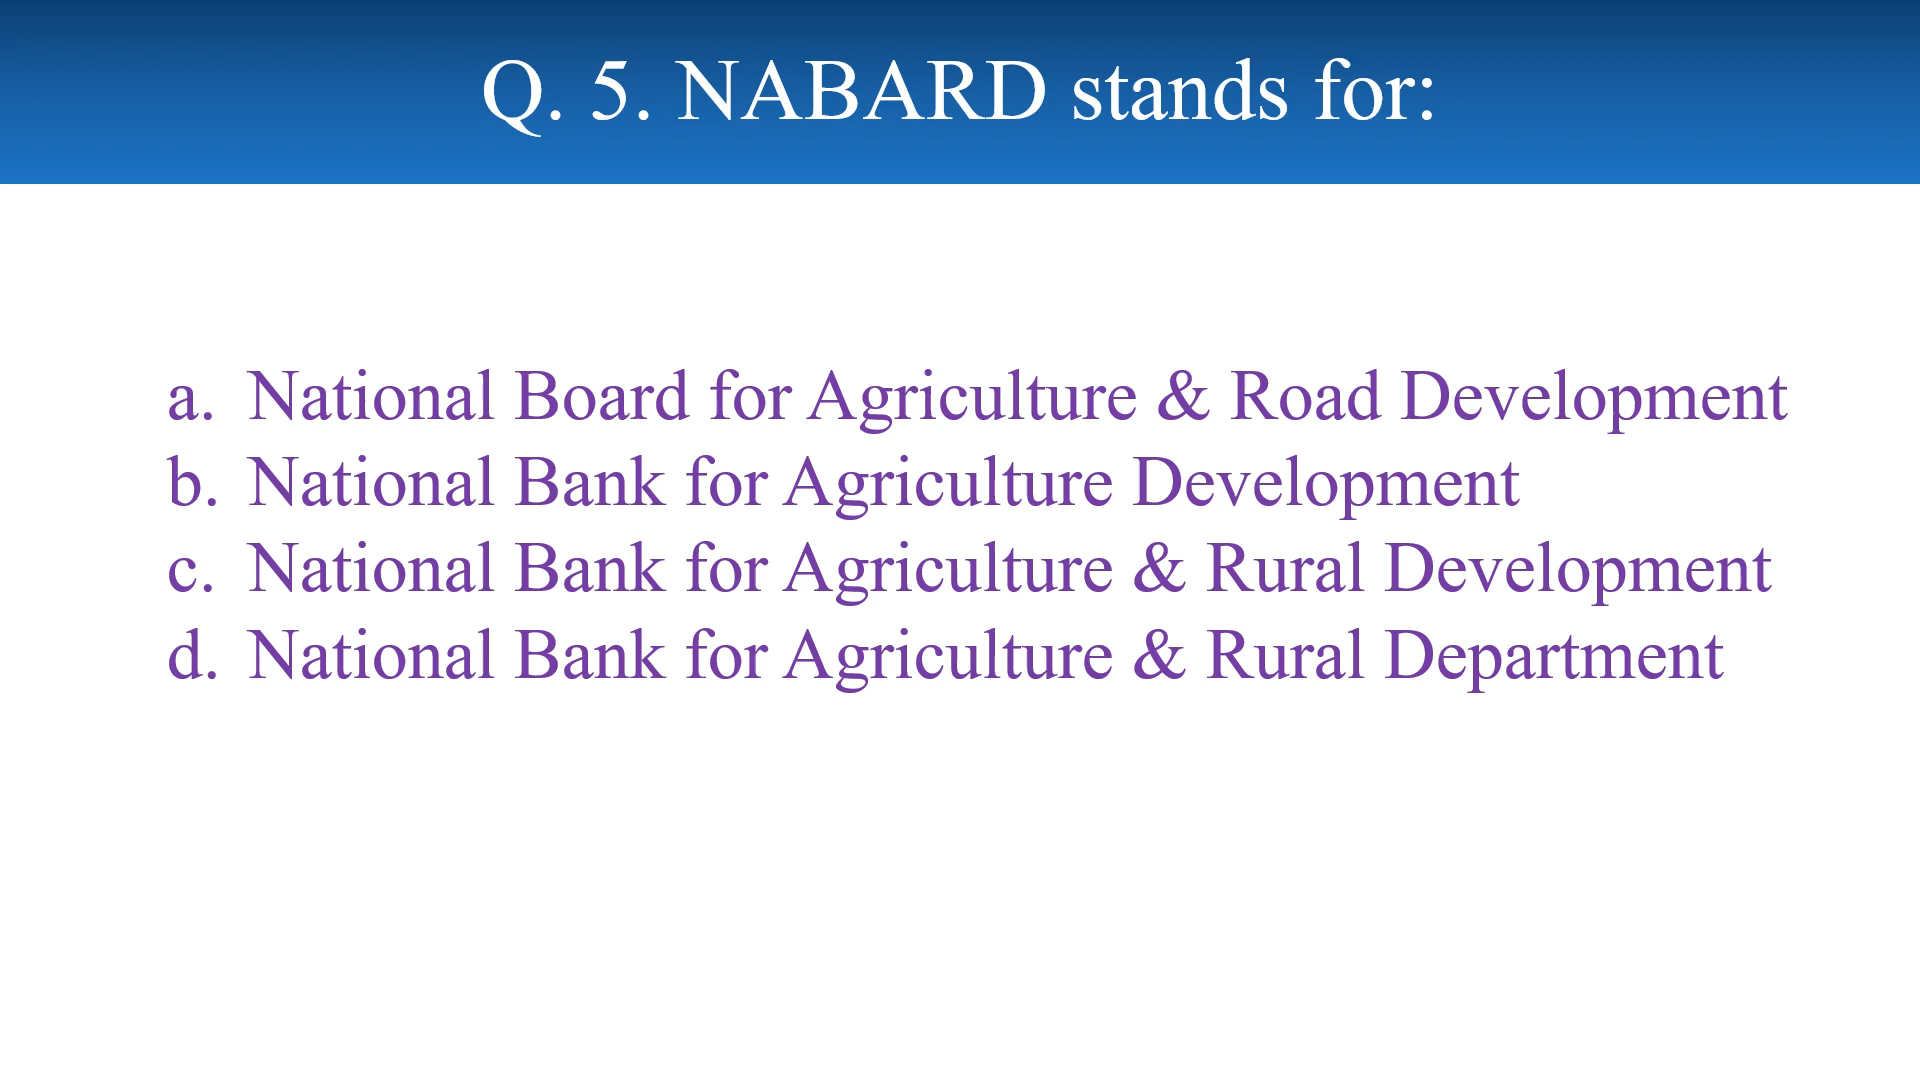 Q. 5. NABARD stands for:
a. National Board for Agriculture & Road Development
b. National Bank for Agriculture Development
c. National Bank for Agriculture & Rural Development
d. National Bank for Agriculture & Rural Department